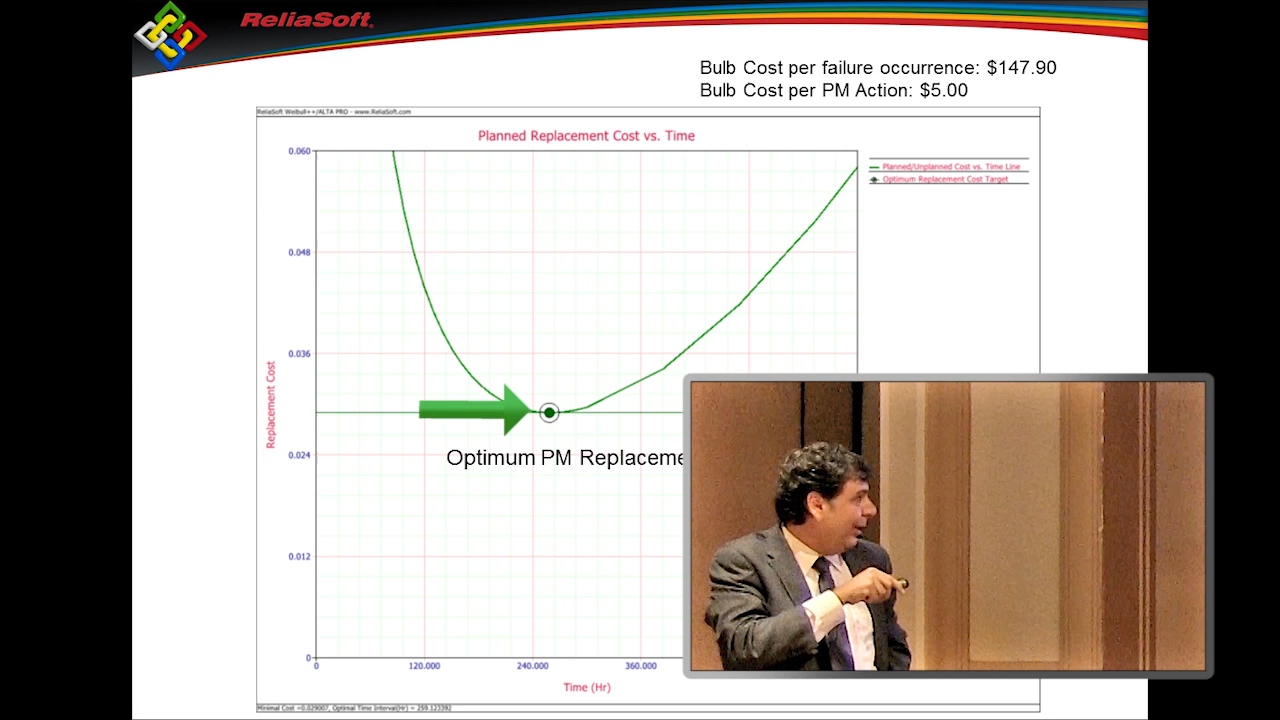 ReliaSoft
Bulb Cost per failure occurrence: $147.90
Bulb Cost per PM Action: $5.00
ReliaSoft Weibull++/ALTA PRO - www.ReliaSoft.com
Planned Replacement Cost vs. Time
Planned/Unplanned Cost vs. Time Line
Optimum Replacement Cost Target
0.060
0.048
0.036
0.024
0.012
0
Replacement Cost
Optimum PM Replaceme
0
120.000
240.000
360.000
Time (Hr)
Minimal Cost =0.029007, Optimal Time Interval(Hr) = 259.123392